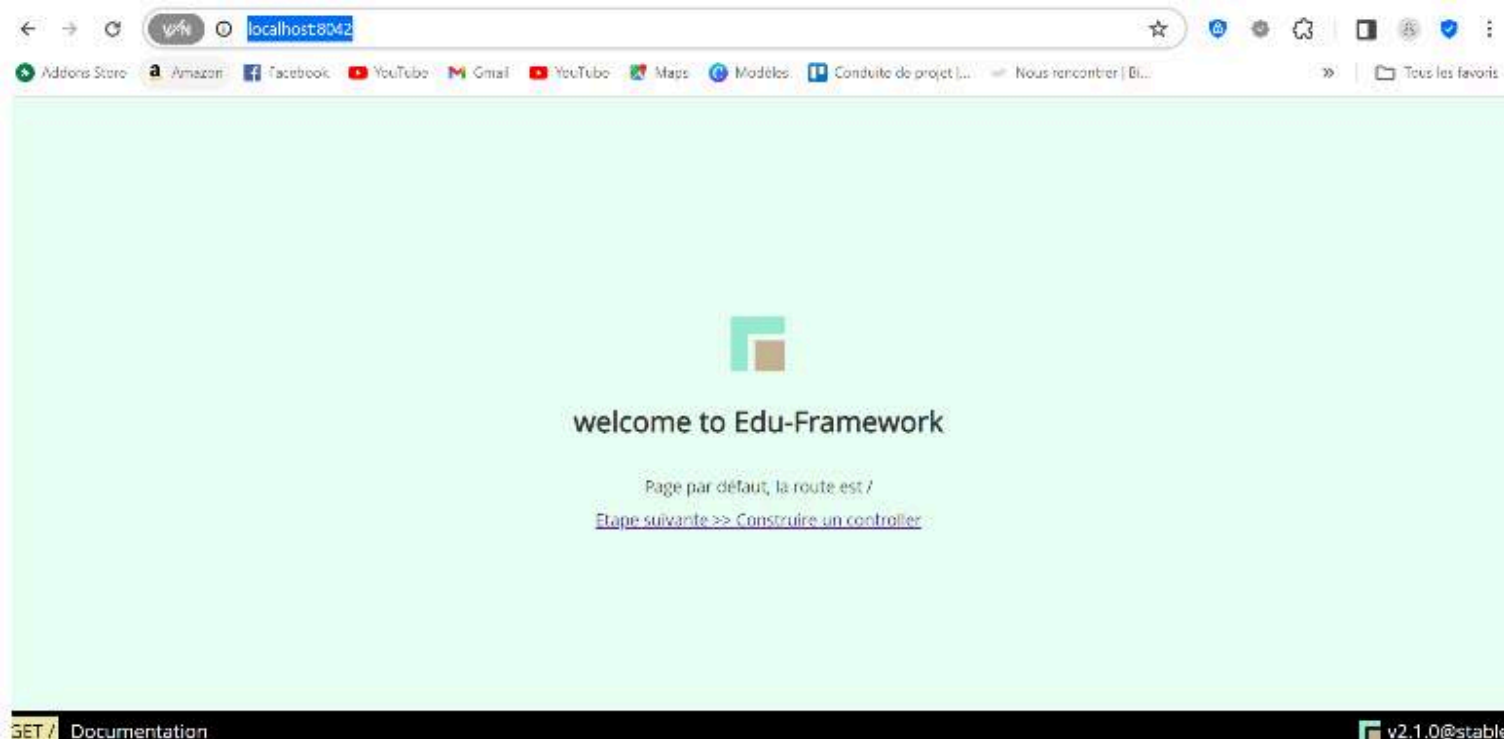 VPN localhost:8042
Addons Store Amazon Facebook YouTube Gmail YouTube Maps Modèles Conduite de projet |... Nous rencontrer | Bi... » Tous les favoris
welcome to Edu-Framework
Page par défaut, la route est /
Etape suivante >> Construire un controller
GET / Documentation v2.1.0@stable